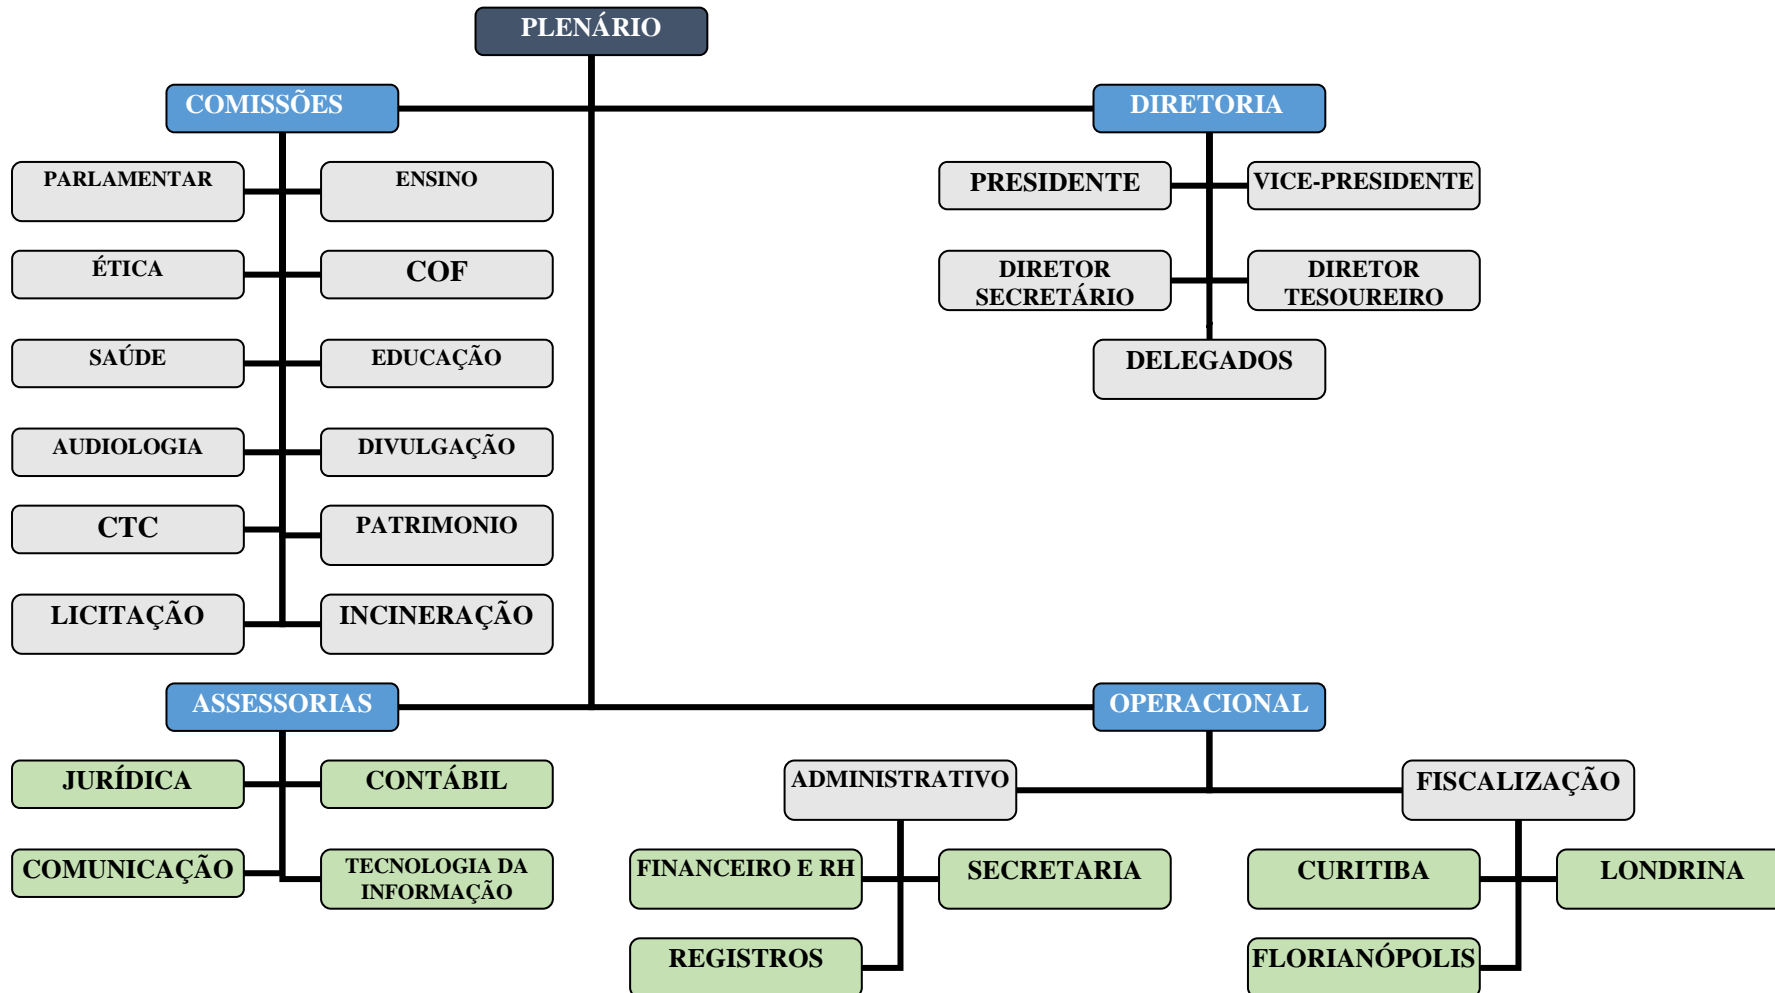 PLENÁRIO
COMISSÕES
DIRETORIA
PARLAMENTAR
ENSINO
PRESIDENTE
VICE-PRESIDENTE
ÉTICA
COF
DIRETOR
SECRETÁRIO
DIRETOR
TESOUREIRO
SAÚDE
EDUCAÇÃO
DELEGADOS
AUDIOLOGIA
DIVULGAÇÃO
CTC
PATRIMONIO
LICITAÇÃO
INCINERAÇÃO
ASSESSORIAS
OPERACIONAL
JURÍDICA
CONTÁBIL
ADMINISTRATIVO
FISCALIZAÇÃO
COMUNICAÇÃO
TECNOLOGIA DA
INFORMAÇÃO
FINANCEIRO E RH
SECRETARIA
CURITIBA
LONDRINA
REGISTROS
FLORIANÓPOLIS